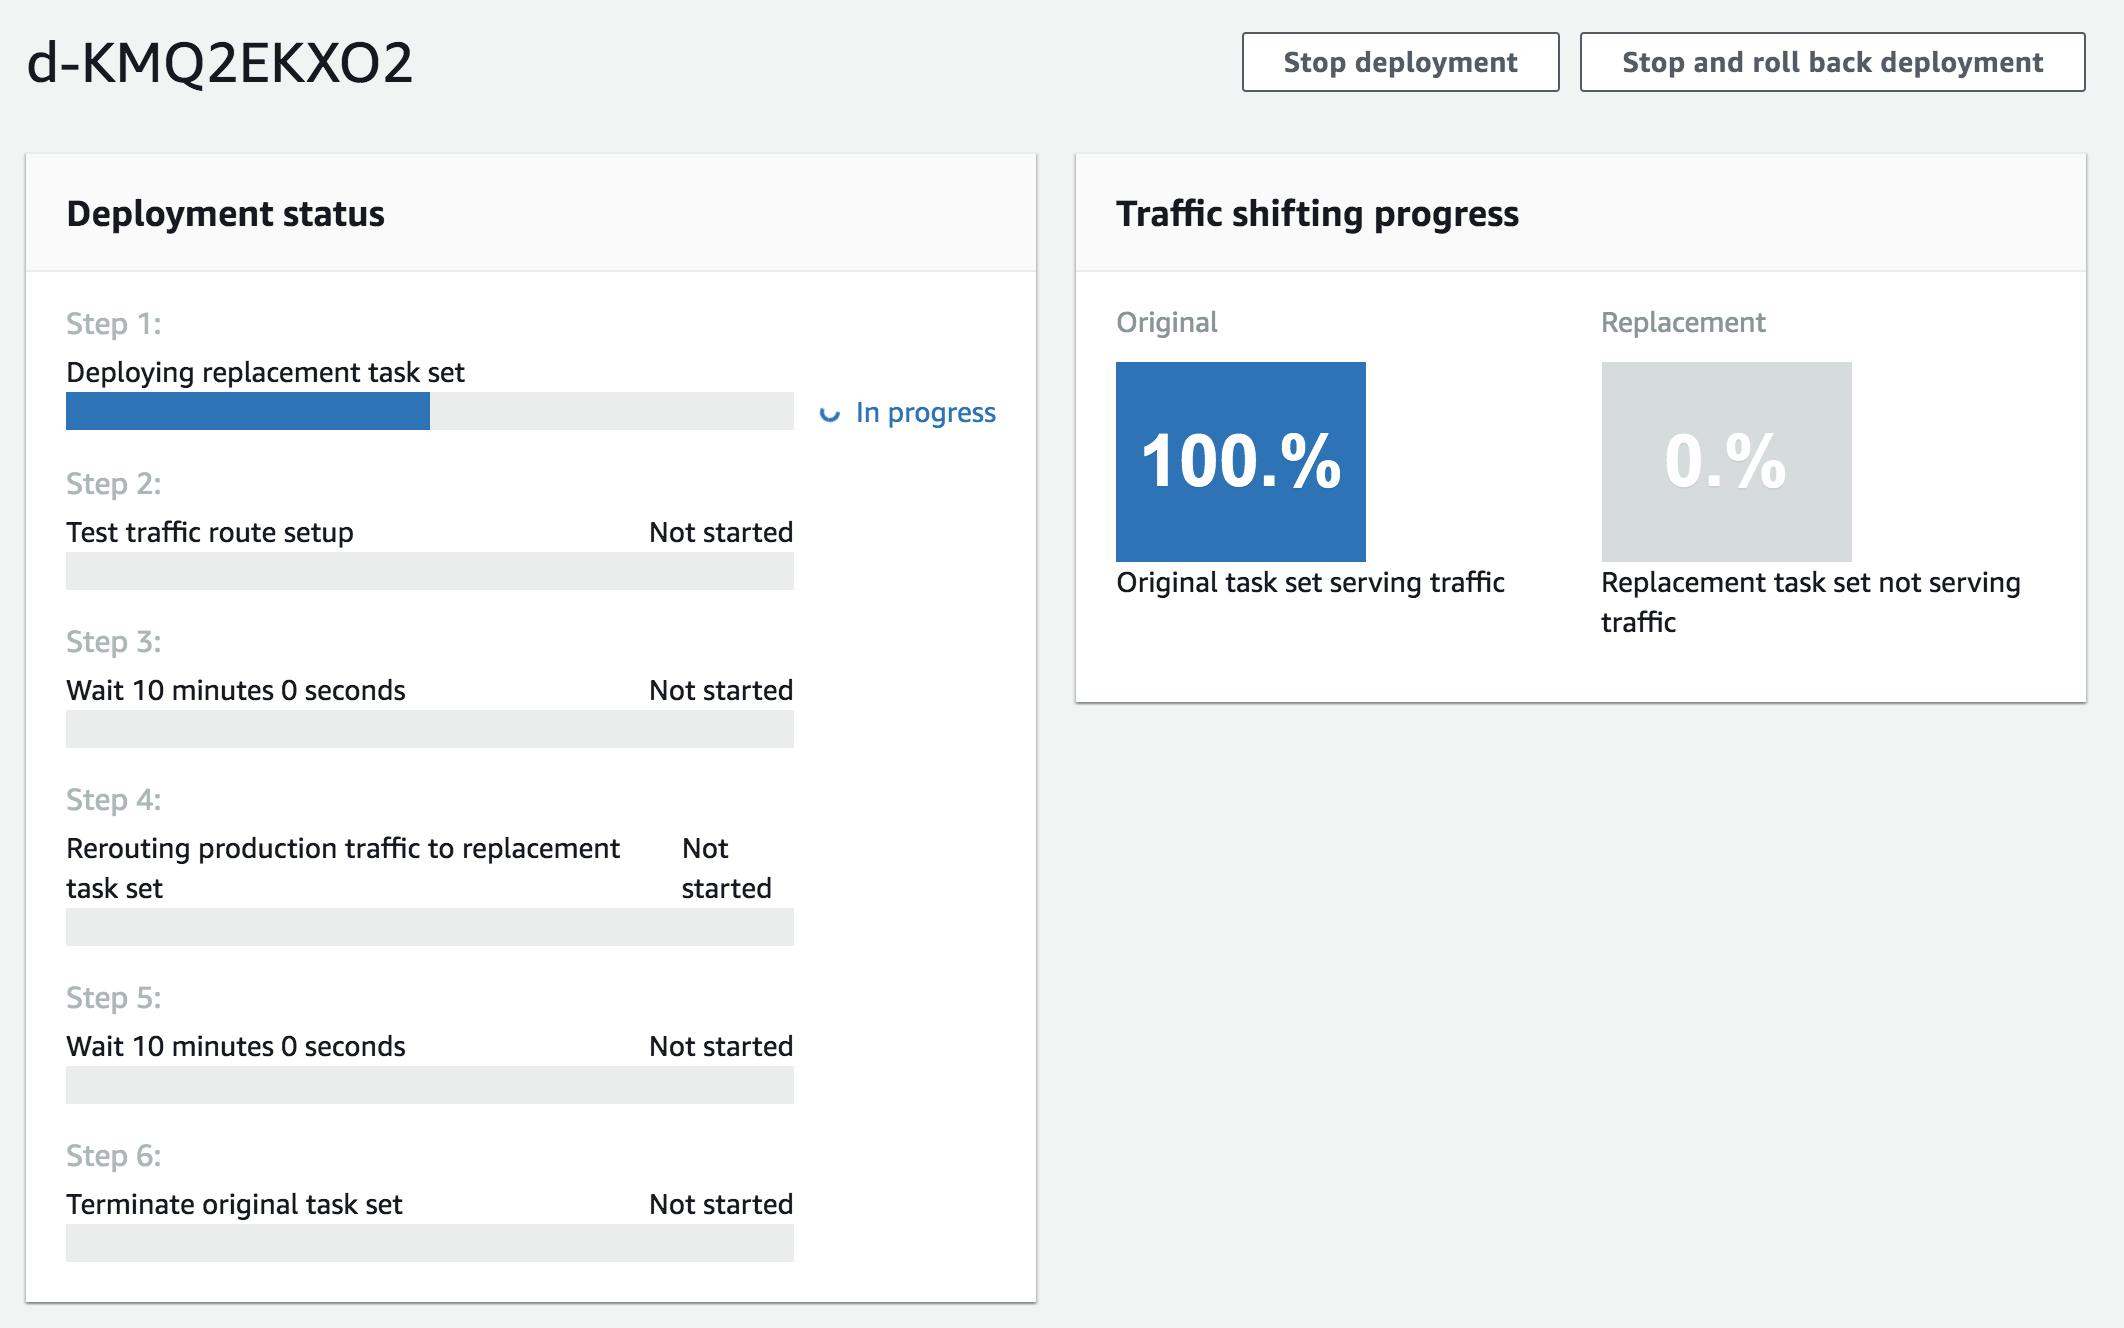 d-KMQ2EKXO2
Stop deployment
Stop and roll back deployment
Deployment status
Step 1:
Deploying replacement task set
In progress
Step 2:
Test traffic route setup
Not started
Step 3:
Wait 10 minutes 0 seconds
Not started
Step 4:
Rerouting production traffic to replacement
task set
Not
started
Step 5:
Wait 10 minutes 0 seconds
Not started
Step 6:
Terminate original task set
Not started
Traffic shifting progress
Original
100.%
Original task set serving traffic
Replacement
0.%
Replacement task set not serving
traffic